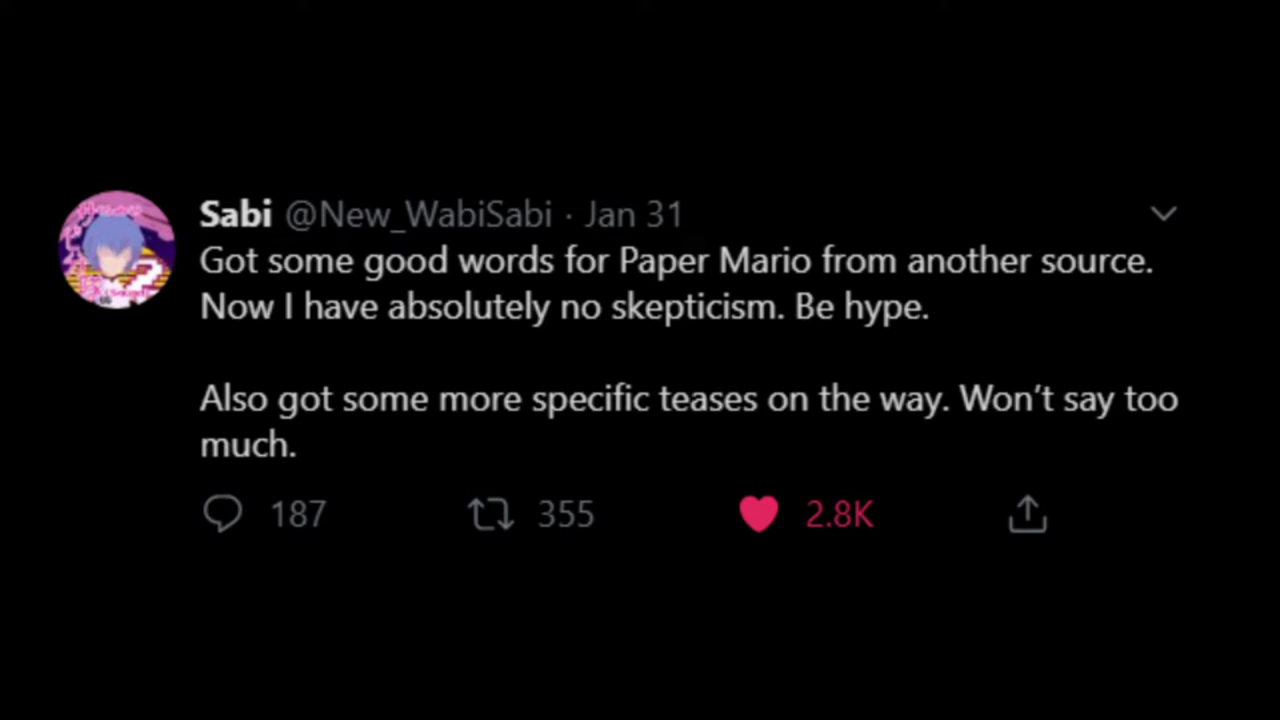 Sabi @New_WabiSabi · Jan 31
Got some good words for Paper Mario from another source.
Now I have absolutely no skepticism. Be hype.
Also got some more specific teases on the way. Won't say too
much.
187 355 2.8K